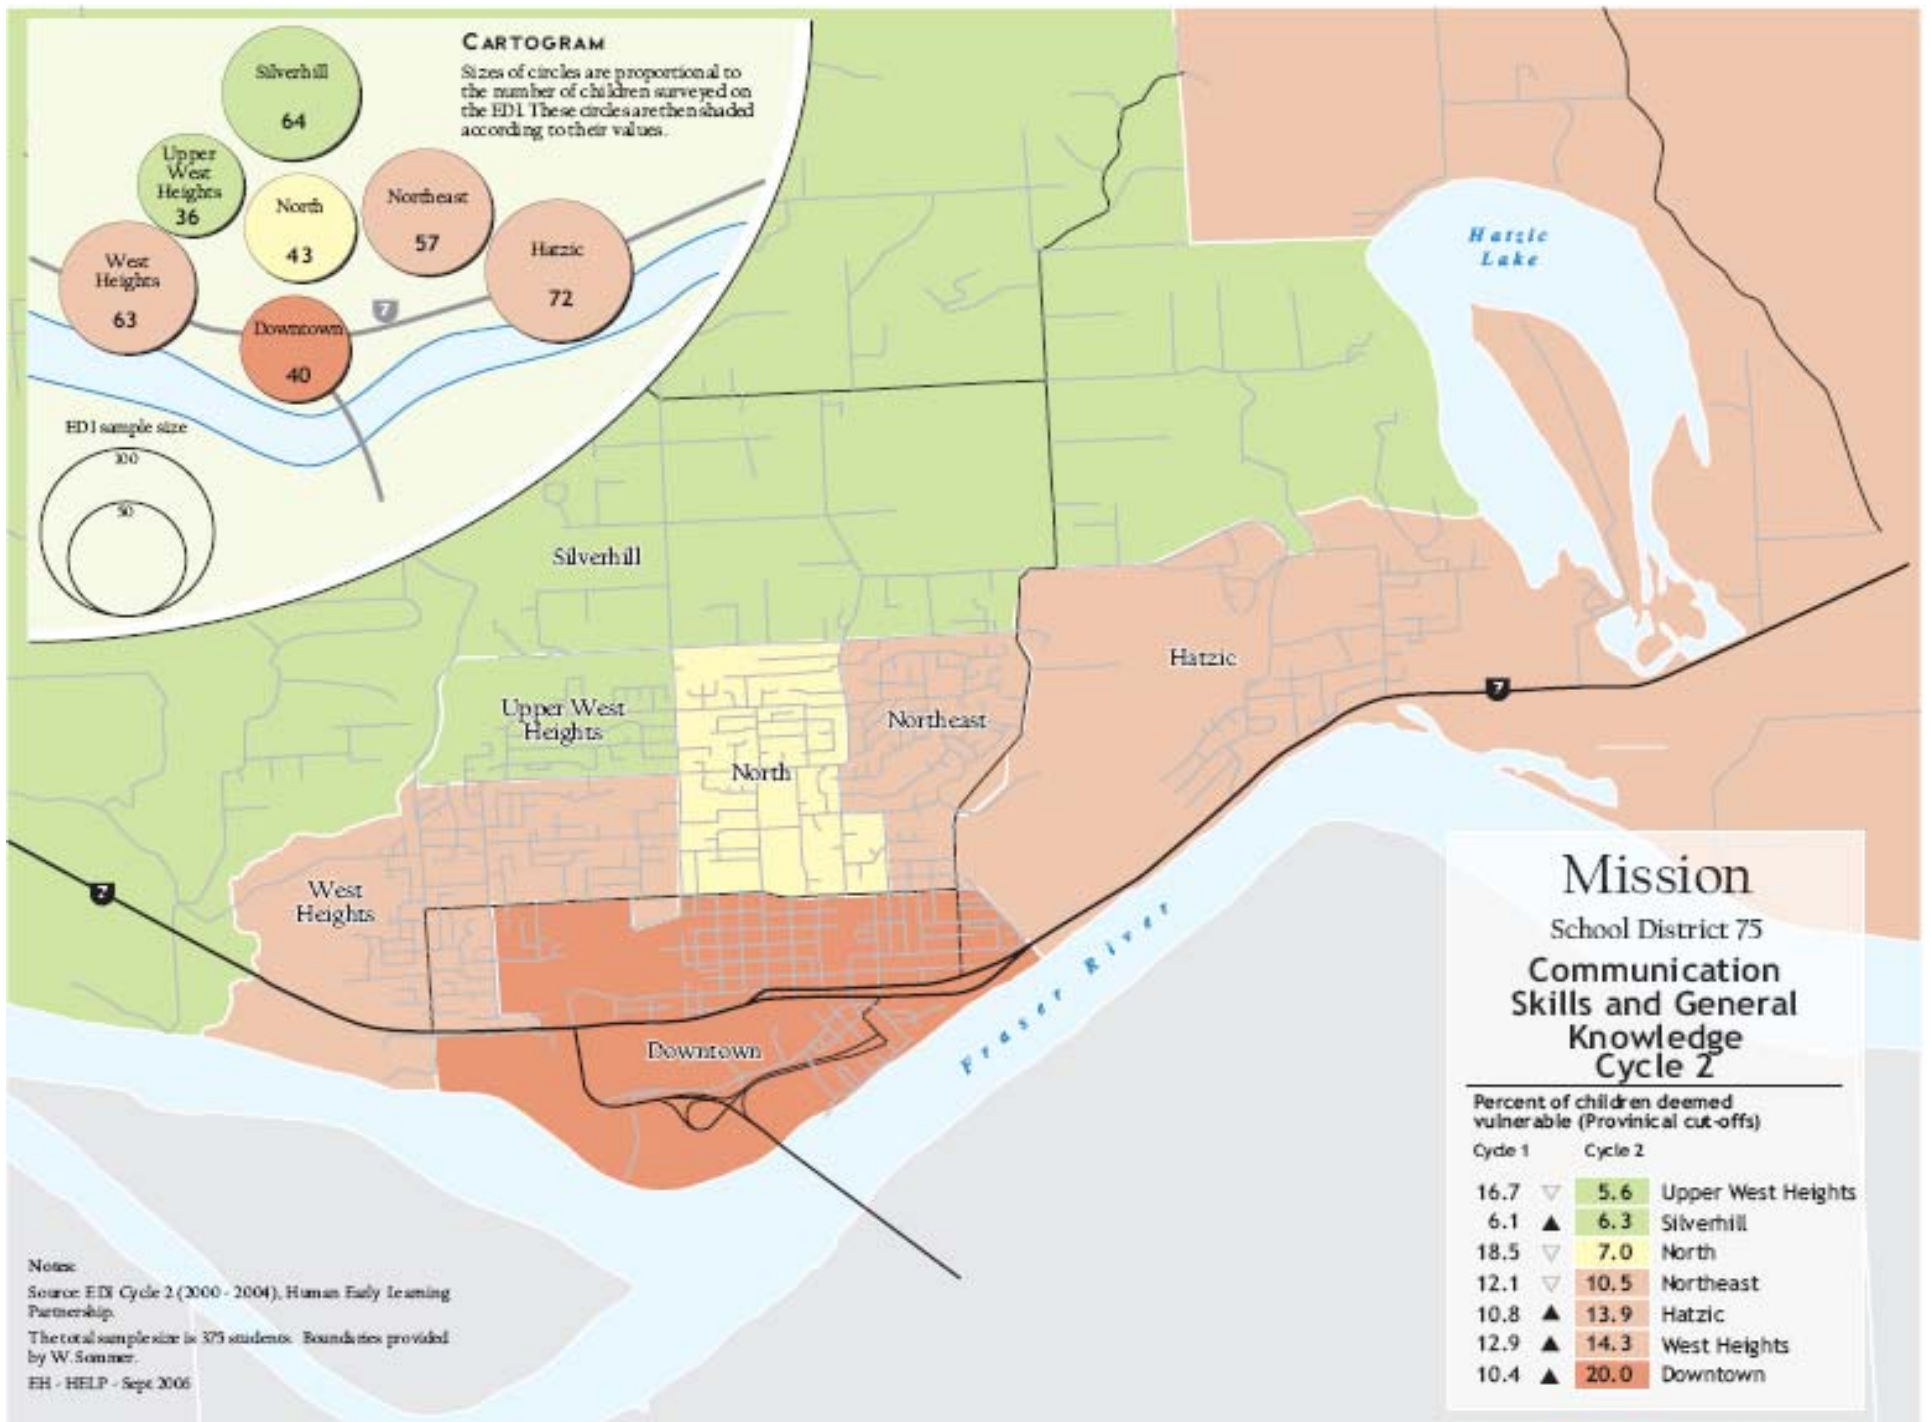 CARTOGRAM
Sizes of circles are proportional to
the number of children surveyed on
the EDI. These circles are then shaded
according to their values.
Silverhill
64
Upper
West
Heights
36
North
43
Northeast
57
Hatzic
72
West
Heights
63
Downtown
40
7
EDI sample size
100
50
Hatzic
Lake
Silverhill
Hatzic
7
Upper West
Heights
Northeast
North
West
Heights
7
Downtown
Fraser River
Mission
School District 75
Communication
Skills and General
Knowledge
Cycle 2
Percent of children deemed
vulnerable (Provinical cut-offs)
Cycle 1 Cycle 2
16.7 ▽ 5.6 Upper West Heights
6.1 ▲ 6.3 Silverhill
18.5 ▽ 7.0 North
12.1 ▽ 10.5 Northeast
10.8 ▲ 13.9 Hatzic
12.9 ▲ 14.3 West Heights
10.4 ▲ 20.0 Downtown
Notes:
Source: EDI Cycle 2 (2000 - 2004), Human Early Learning
Partnership.
The total sample size is 375 students. Boundaries provided
by W. Sommer.
EH - HELP - Sept 2006